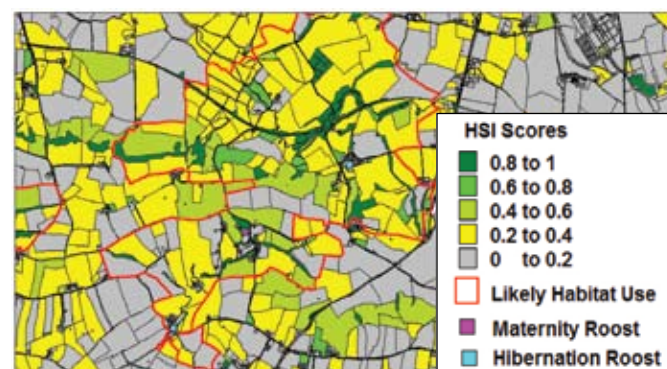 HSI Scores
0.8 to 1
0.6 to 0.8
0.4 to 0.6
0.2 to 0.4
0 to 0.2
Likely Habitat Use
Maternity Roost
Hibernation Roost